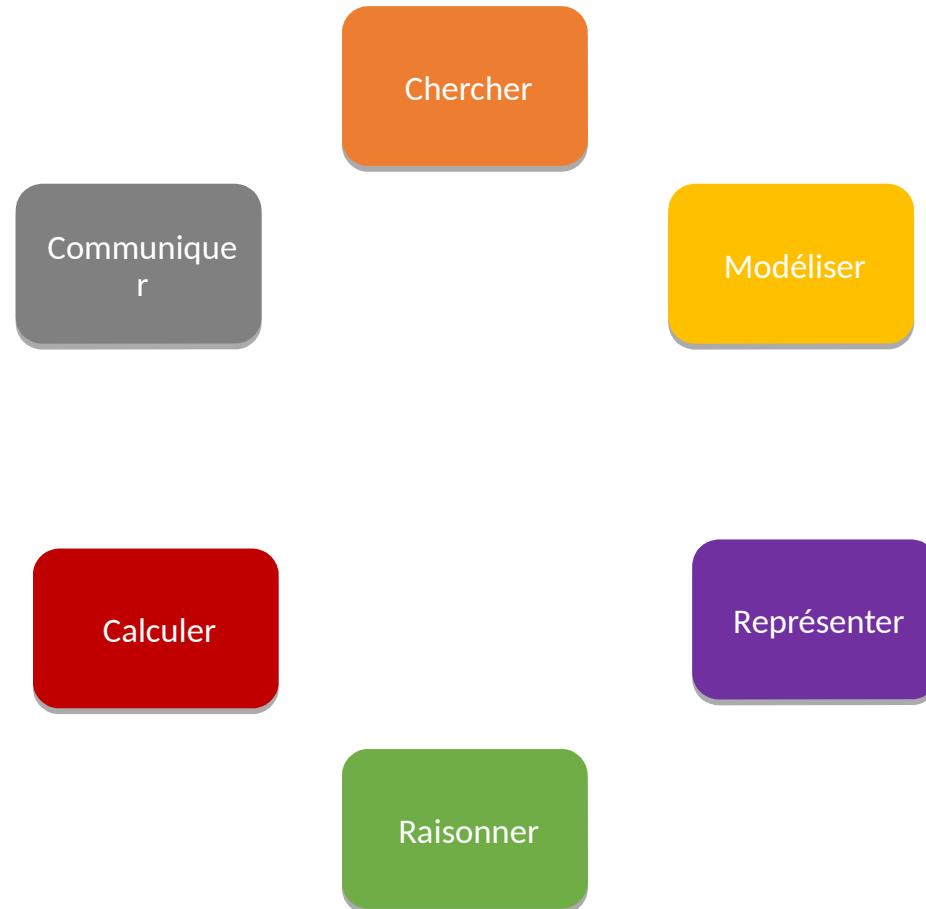 Chercher
Communique
r
Modéliser
Calculer
Représenter
Raisonner